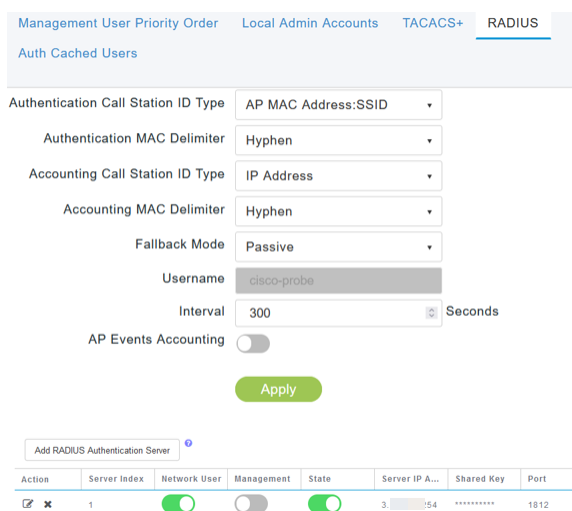 Management User Priority Order Local Admin Accounts TACACS+ RADIUS
Auth Cached Users
Authentication Call Station ID Type AP MAC Address:SSID
Authentication MAC Delimiter Hyphen
Accounting Call Station ID Type IP Address
Accounting MAC Delimiter Hyphen
Fallback Mode Passive
Username cisco-probe
Interval 300 Seconds
AP Events Accounting
Apply
Add RADIUS Authentication Server ?
Action Server Index Network User Management State Server IP A... Shared Key Port
1 3. 254 ********** 1812